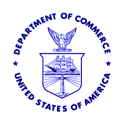 DEPARTMENT OF COMMERCE
UNITED STATES OF AMERICA